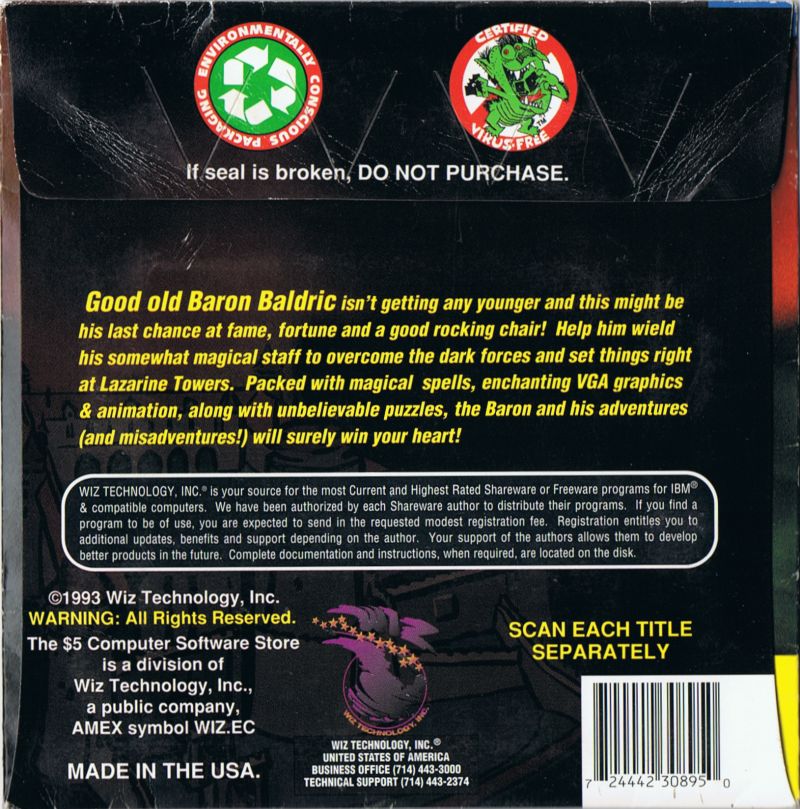 ENVIRONMENTALLY CONSCIOUS PACKAGING
CERTIFIED VIRUS-FREE TM
If seal is broken, DO NOT PURCHASE.
Good old Baron Baldric isn't getting any younger and this might be
his last chance at fame, fortune and a good rocking chair! Help him wield
his somewhat magical staff to overcome the dark forces and set things right
at Lazarine Towers. Packed with magical spells, enchanting VGA graphics
& animation, along with unbelievable puzzles, the Baron and his adventures
(and misadventures!) will surely win your heart!
WIZ TECHNOLOGY, INC.® is your source for the most Current and Highest Rated Shareware or Freeware programs for IBM®
& compatible computers. We have been authorized by each Shareware author to distribute their programs. If you find a
program to be of use, you are expected to send in the requested modest registration fee. Registration entitles you to
additional updates, benefits and support depending on the author. Your support of the authors allows them to develop
better products in the future. Complete documentation and instructions, when required, are located on the disk.
©1993 Wiz Technology, Inc.
WARNING: All Rights Reserved.
The $5 Computer Software Store
is a division of
Wiz Technology, Inc.,
a public company,
AMEX symbol WIZ.EC
MADE IN THE USA.
WIZ TECHNOLOGY, INC.
WIZ TECHNOLOGY, INC.®
UNITED STATES OF AMERICA
BUSINESS OFFICE (714) 443-3000
TECHNICAL SUPPORT (714) 443-2374
SCAN EACH TITLE
SEPARATELY
7 24442 30895 0